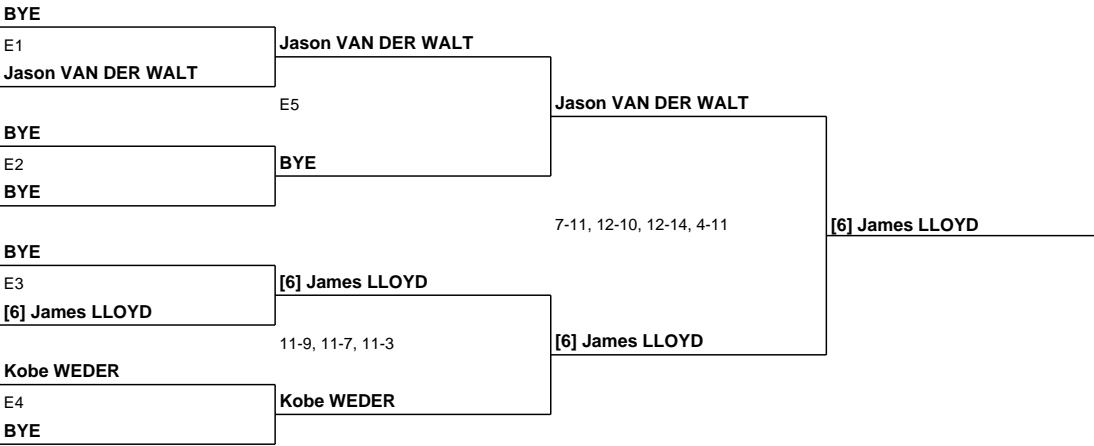 BYE
E1
Jason VAN DER WALT
Jason VAN DER WALT
E5
Jason VAN DER WALT
BYE
E2
BYE
BYE
7-11, 12-10, 12-14, 4-11
[6] James LLOYD
BYE
E3
[6] James LLOYD
[6] James LLOYD
11-9, 11-7, 11-3
[6] James LLOYD
Kobe WEDER
E4
Kobe WEDER
BYE